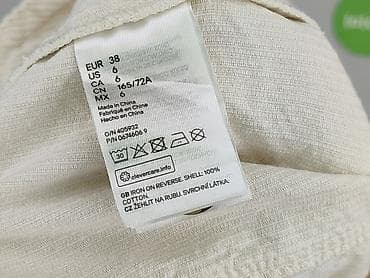 EUR 38
US 6
CA 6
CN 165/72A
MX 6
Made in China
Fabriqué en Chine
Hecho en China
O/N 405932
P/N 0674606 9
30
clevercare.info
GB IRON ON REVERSE. SHELL: 100%
COTTON.
CZ ŽEHLIT NA RUBU. SVRCHNÍ LÁTKA: